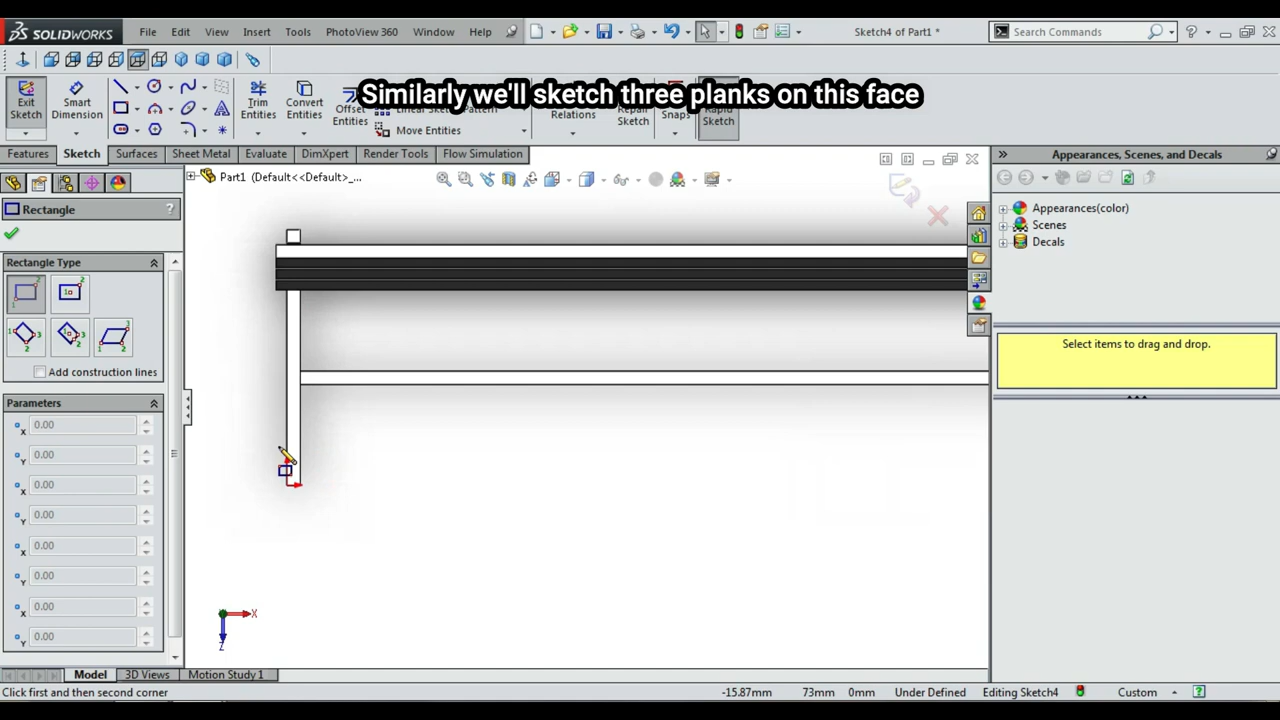 SOLIDWORKS
File Edit View Insert Tools PhotoView 360 Window Help
Sketch4 of Part1 *
Search Commands
Similarly we'll sketch three planks on this face
Exit Sketch
Smart Dimension
Trim Entities
Convert Entities
Offset Entities
Linear Sketch Pattern
Move Entities
Relations
Repair Sketch
Snaps
Rapid Sketch
Features Sketch Surfaces Sheet Metal Evaluate DimXpert Render Tools Flow Simulation
Part1 (Default<<Default>_...
Appearances, Scenes, and Decals
Rectangle ?
Appearances(color)
Scenes
Decals
Rectangle Type
Add construction lines
Select items to drag and drop.
Parameters
0.00
0.00
0.00
0.00
0.00
0.00
0.00
0.00
X
Z
Model 3D Views Motion Study 1
Click first and then second corner -15.87mm 73mm 0mm Under Defined Editing Sketch4 Custom